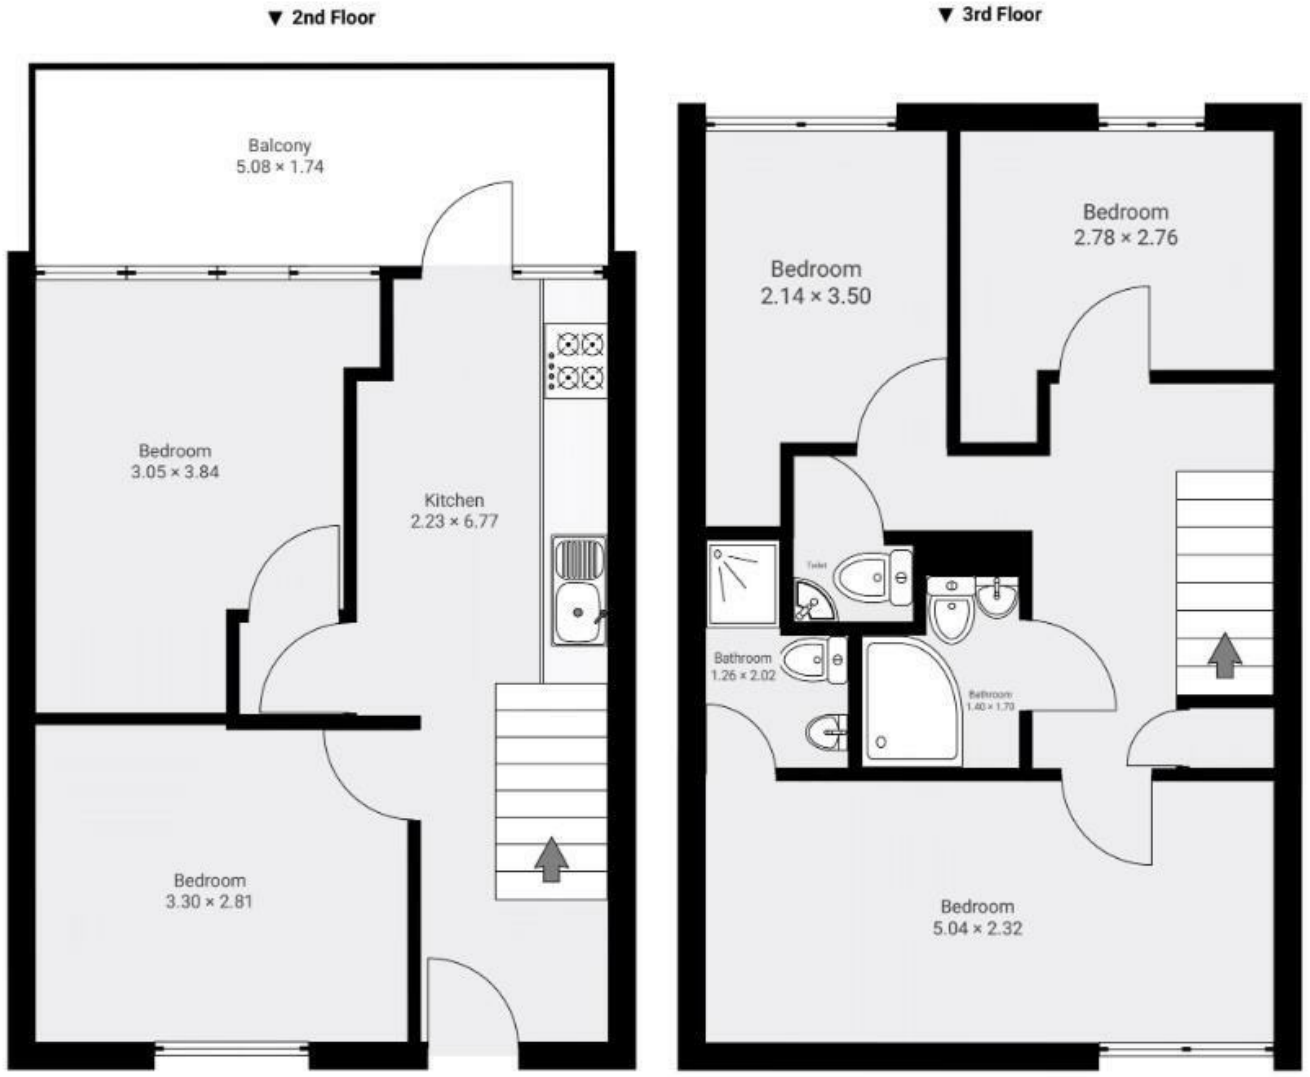 ▼ 2nd Floor
Balcony
5.08 × 1.74
Bedroom
3.05 × 3.84
Kitchen
2.23 × 6.77
Bedroom
3.30 × 2.81
▼ 3rd Floor
Bedroom
2.14 × 3.50
Bedroom
2.78 × 2.76
Toilet
Bathroom
1.26 × 2.02
Bathroom
1.40 × 1.70
Bedroom
5.04 × 2.32